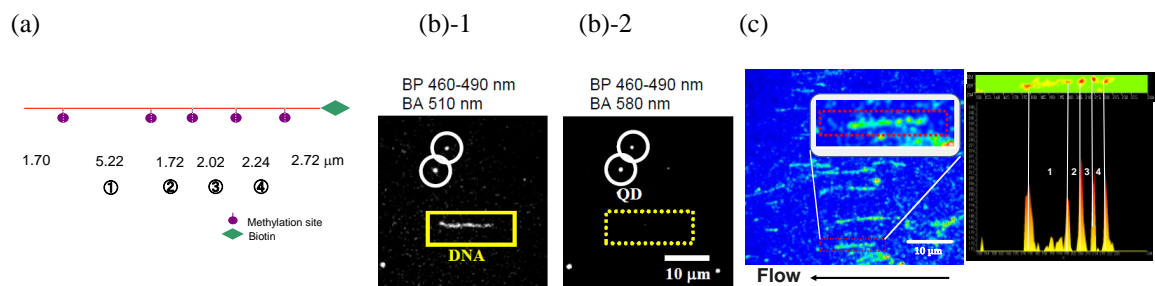 (a)
(b)-1
(b)-2
(c)
BP 460-490 nm
BA 510 nm
BP 460-490 nm
BA 580 nm
1.70 5.22 1.72 2.02 2.24 2.72 μm
① ② ③ ④
Methylation site
Biotin
DNA
QD
10 μm
10 μm
Flow
1 2 3 4